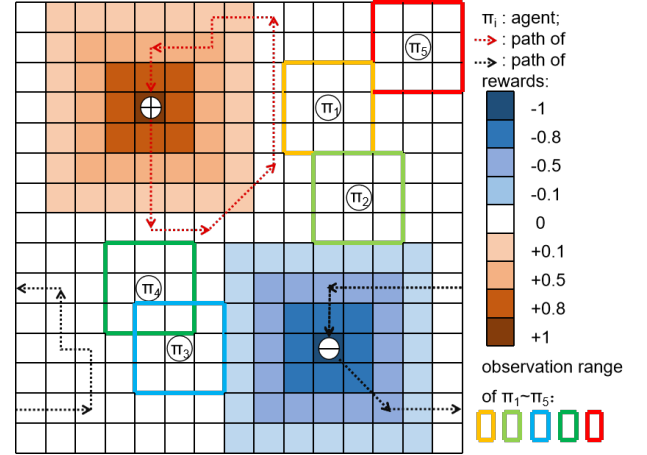 πi : agent;
: path of
: path of
rewards:
-1
-0.8
-0.5
-0.1
0
+0.1
+0.5
+0.8
+1
observation range
of π1~π5:
π5
π1
π2
π4
π3